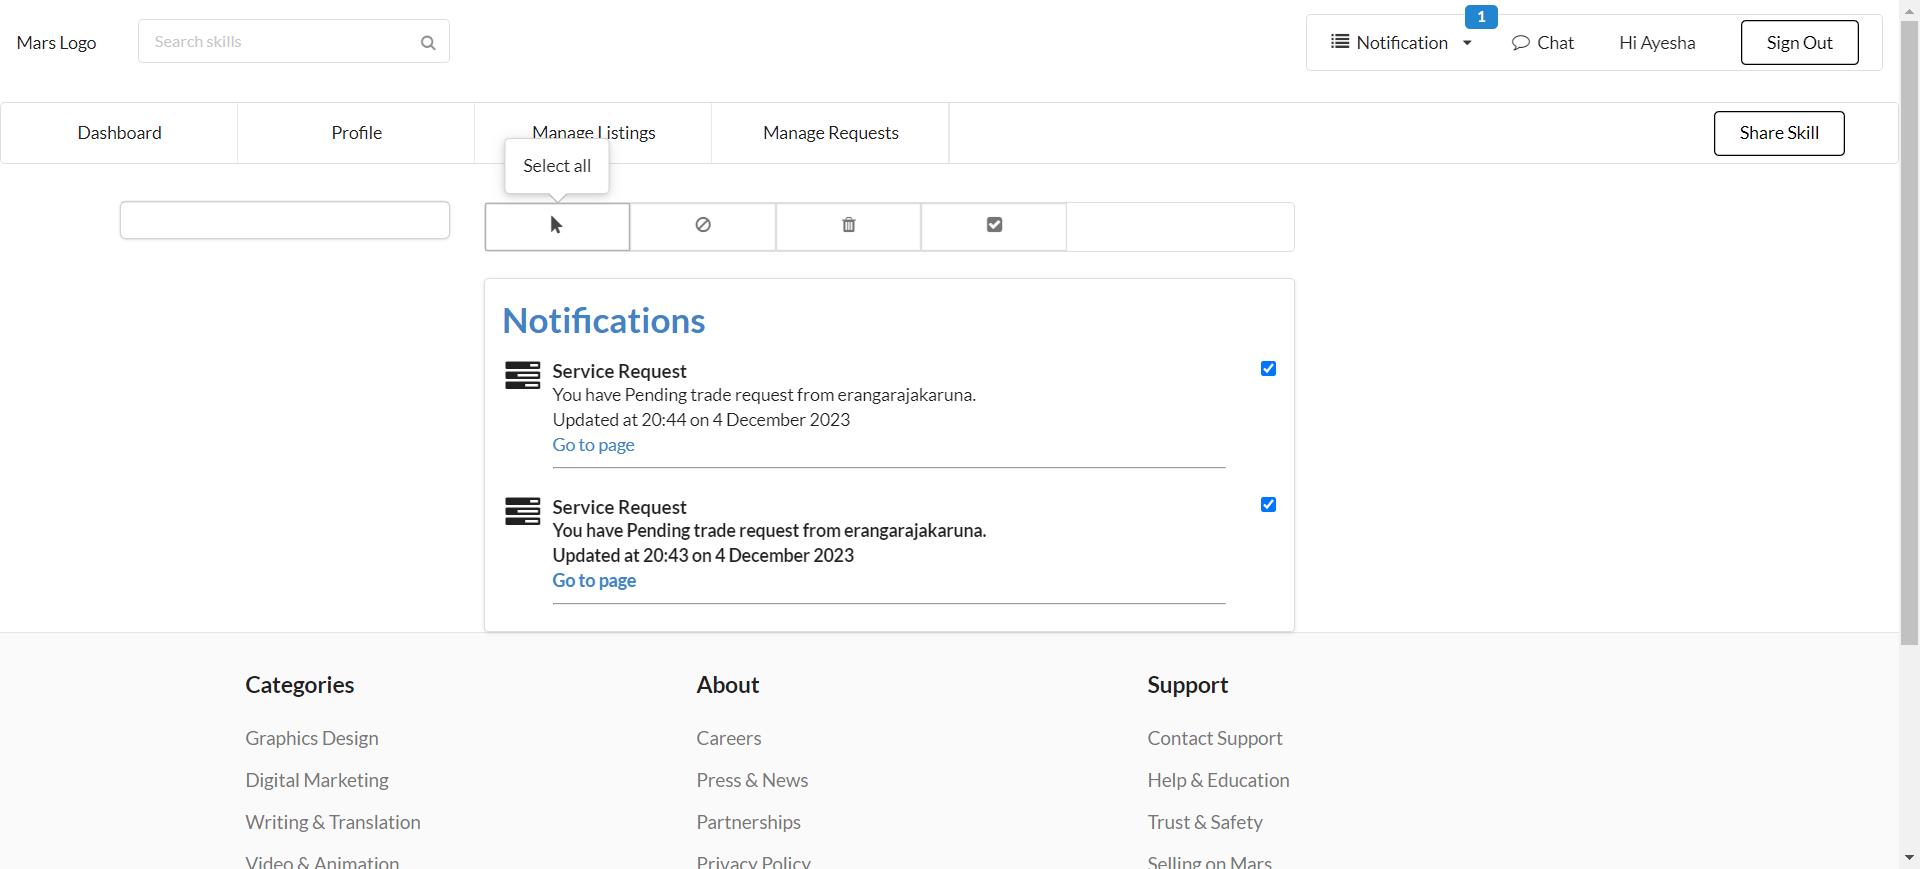 Mars Logo
Search skills
1
Notification
Chat
Hi Ayesha
Sign Out
Dashboard
Profile
Manage Listings
Manage Requests
Share Skill
Select all
Notifications
Service Request
You have Pending trade request from erangarajakaruna.
Updated at 20:44 on 4 December 2023
Go to page
Service Request
You have Pending trade request from erangarajakaruna.
Updated at 20:43 on 4 December 2023
Go to page
Categories
Graphics Design
Digital Marketing
Writing & Translation
Video & Animation
About
Careers
Press & News
Partnerships
Privacy Policy
Support
Contact Support
Help & Education
Trust & Safety
Selling on Mars